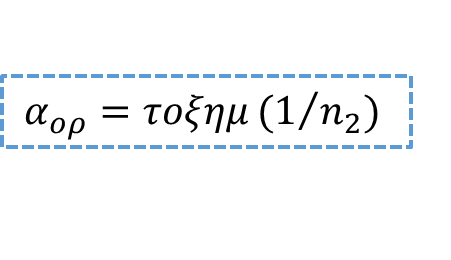 α_ορ = τοξημ (1/n_2)